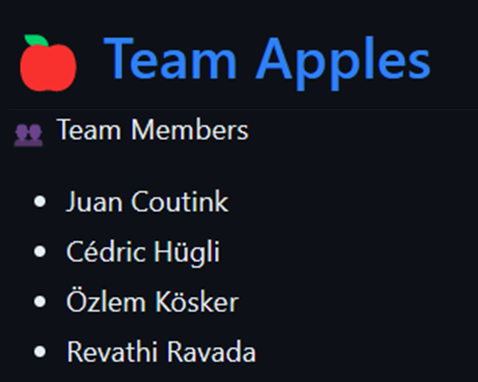 Team Apples
Team Members
Juan Coutink
Cédric Hügli
Özlem Kösker
Revathi Ravada